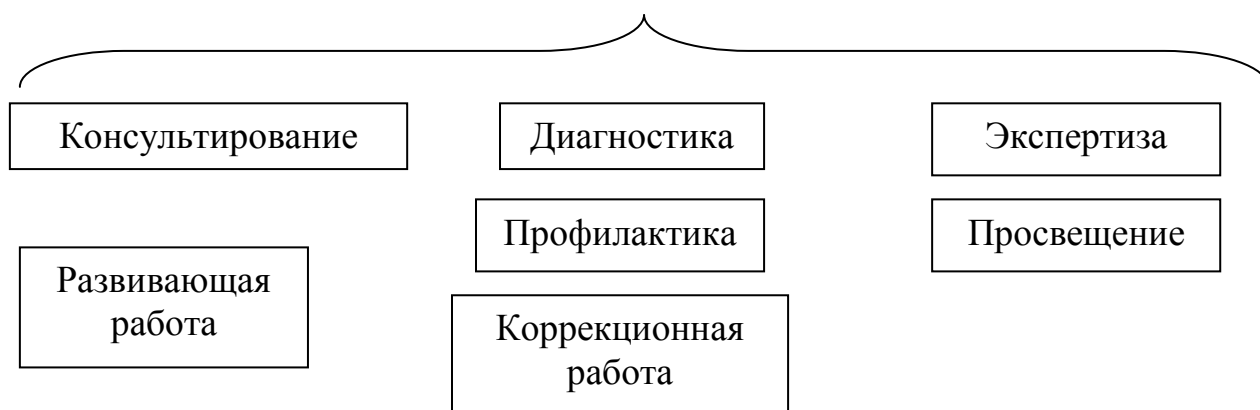 Консультирование
Диагностика
Экспертиза
Профилактика
Просвещение
Развивающая
работа
Коррекционная
работа